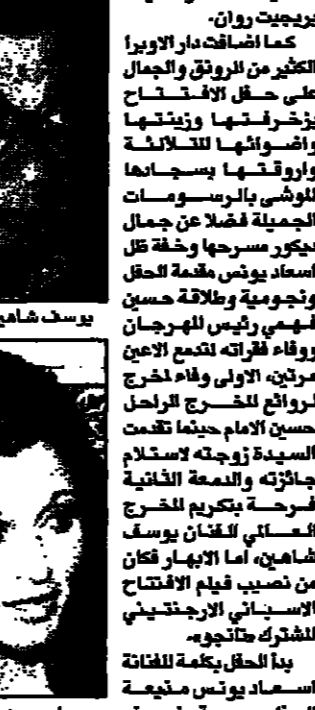 بريجيت روان.
كما اضافت دار الاوبرا
الكثير من الرونق والجمال
على حفل الافتتاح
بزخرفتها وزينتها
واضوائها المتلألئة
واروقتها بسجادها
الموشى بالرسومات
الجميلة فضلا عن جمال
ديكور مسرحها وخفة ظل
اسعاد يونس مقدمة الحفل
ونجومية وطلاقة حسين
فهمي رئيس المهرجان
ووفاء فقراته لتدمع الاعين
مرتين، الاولى وفاء لمخرج
الروائع المخرج الراحل
حسين الامام حينما تقدمت
السيدة زوجته لاستلام
جائزته والدمعة الثانية
فرحة بتكريم المخرج
العالمي الفنان يوسف
شاهين، اما الابهار فكان
من نصيب فيلم الافتتاح
الاسباني الارجنتيني
المشترك «تانجو».
بدأ الحفل بكلمة للفنانة
اسعاد يونس مذيعة
يوسف شاهين